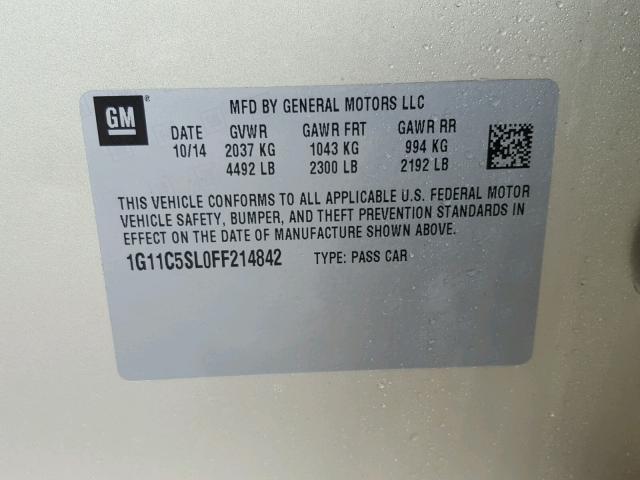 GM ® MFD BY GENERAL MOTORS LLC
DATE GVWR GAWR FRT GAWR RR
10/14 2037 KG 1043 KG 994 KG
4492 LB 2300 LB 2192 LB
THIS VEHICLE CONFORMS TO ALL APPLICABLE U.S. FEDERAL MOTOR
VEHICLE SAFETY, BUMPER, AND THEFT PREVENTION STANDARDS IN
EFFECT ON THE DATE OF MANUFACTURE SHOWN ABOVE.
1G11C5SL0FF214842 TYPE: PASS CAR